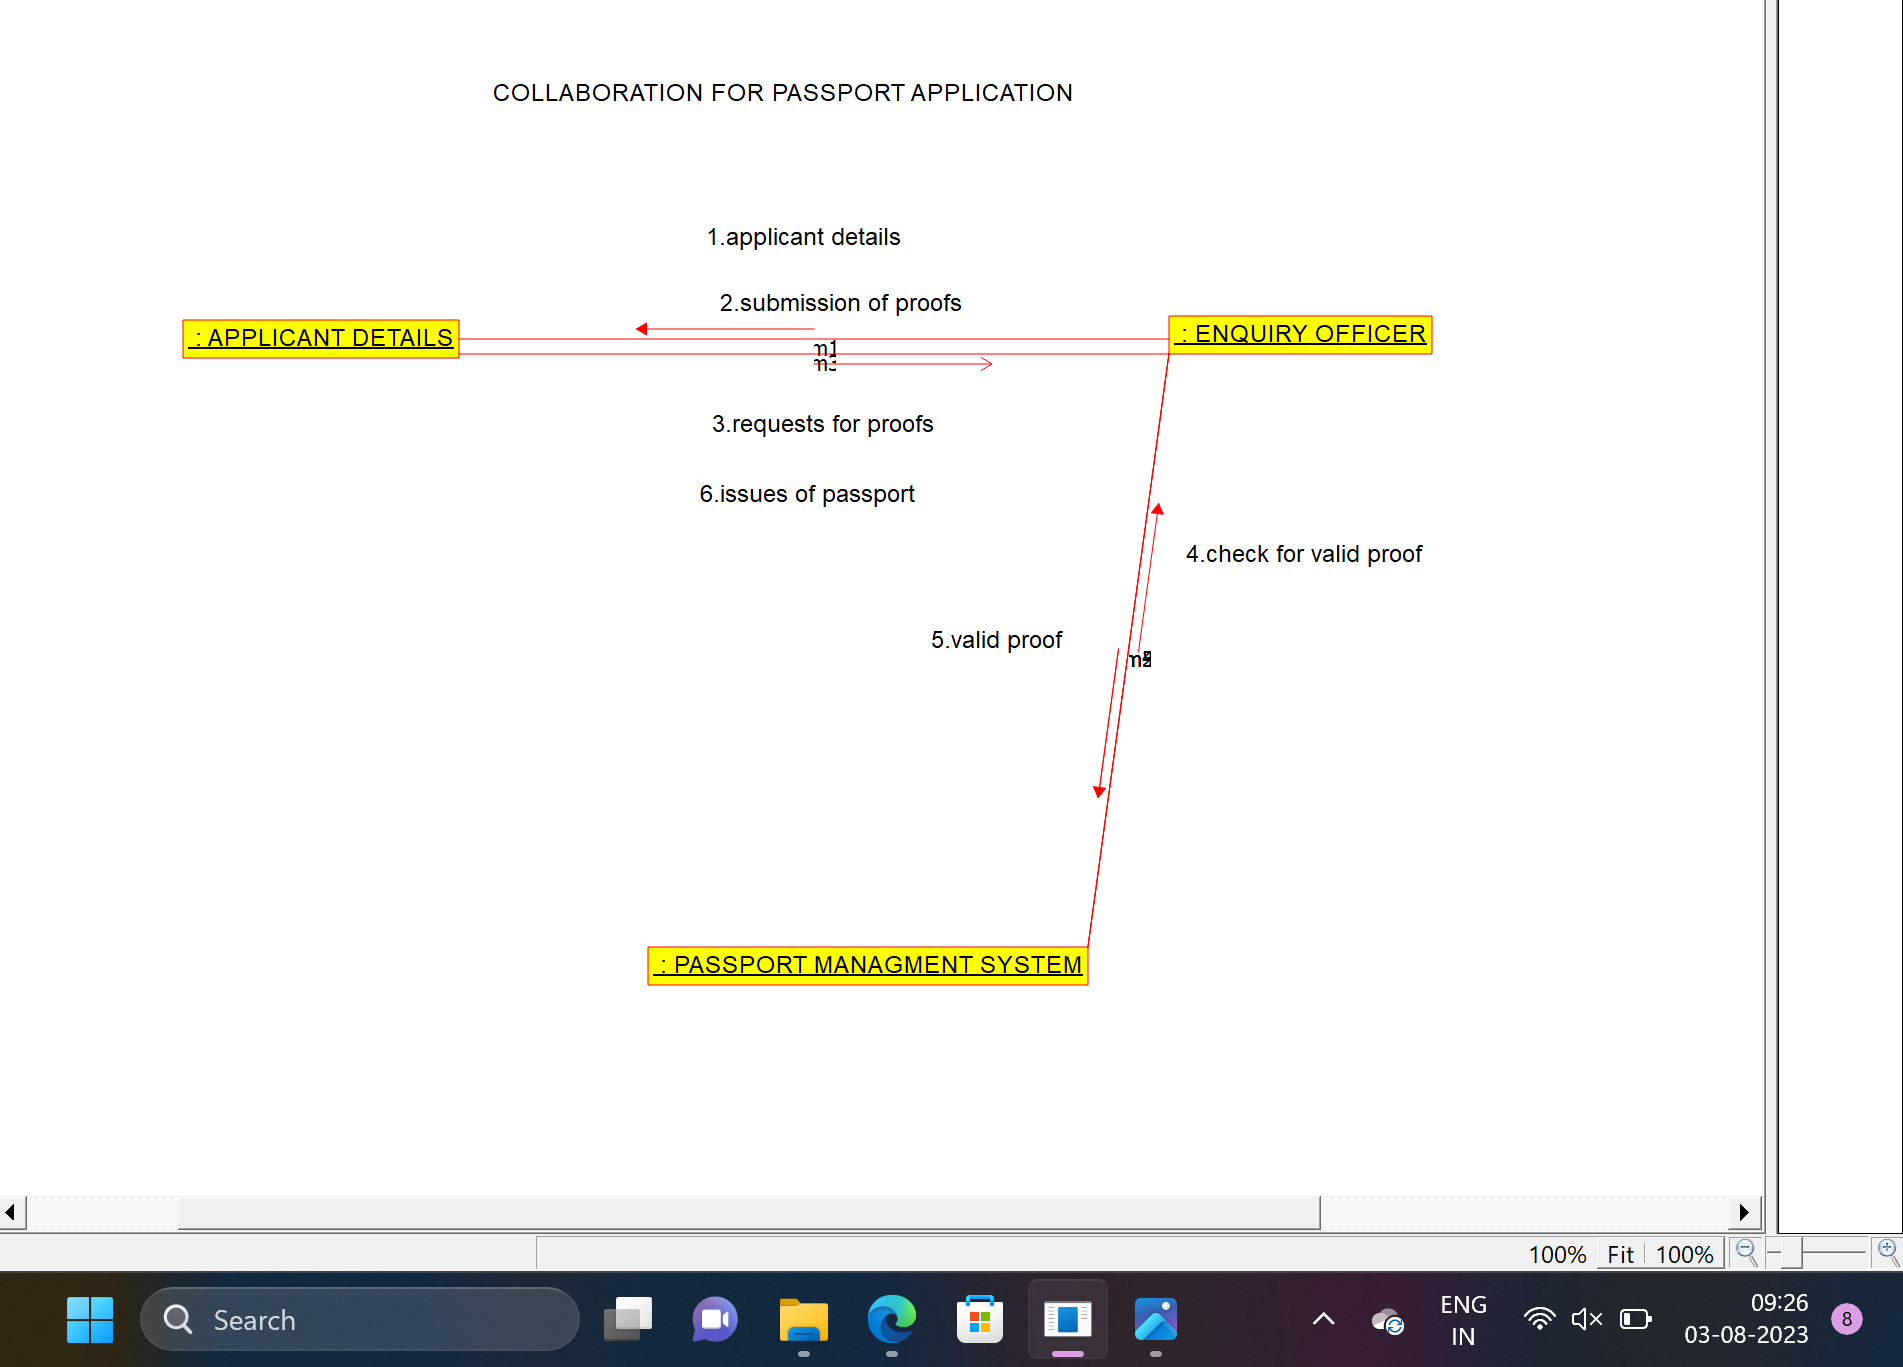 COLLABORATION FOR PASSPORT APPLICATION
1.applicant details
2.submission of proofs
: APPLICANT DETAILS
: ENQUIRY OFFICER
m1
3.requests for proofs
6.issues of passport
4.check for valid proof
5.valid proof
: PASSPORT MANAGMENT SYSTEM
100% Fit 100%
Search
ENG
IN
09:26
03-08-2023
8